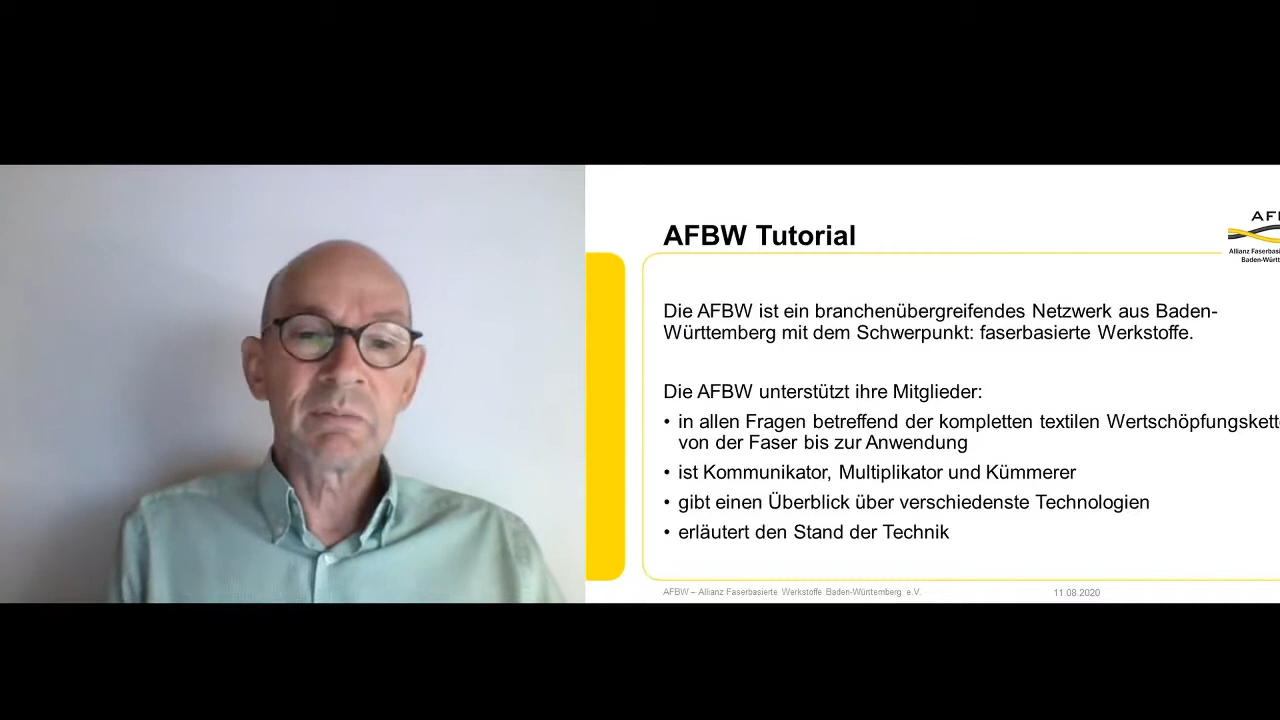 AFBW Tutorial
Die AFBW ist ein branchenübergreifendes Netzwerk aus Baden-
Württemberg mit dem Schwerpunkt: faserbasierte Werkstoffe.
Die AFBW unterstützt ihre Mitglieder:
• in allen Fragen betreffend der kompletten textilen
von der Faser bis zur Anwendung
• ist Kommunikator, Multiplikator und Kümmerer
• gibt einen Überblick über verschiedenste Technologien
• erläutert den Stand der Technik
AFBW – Allianz Faserbasierte Werkstoffe Baden-Württemberg e.V.
11.08.2020